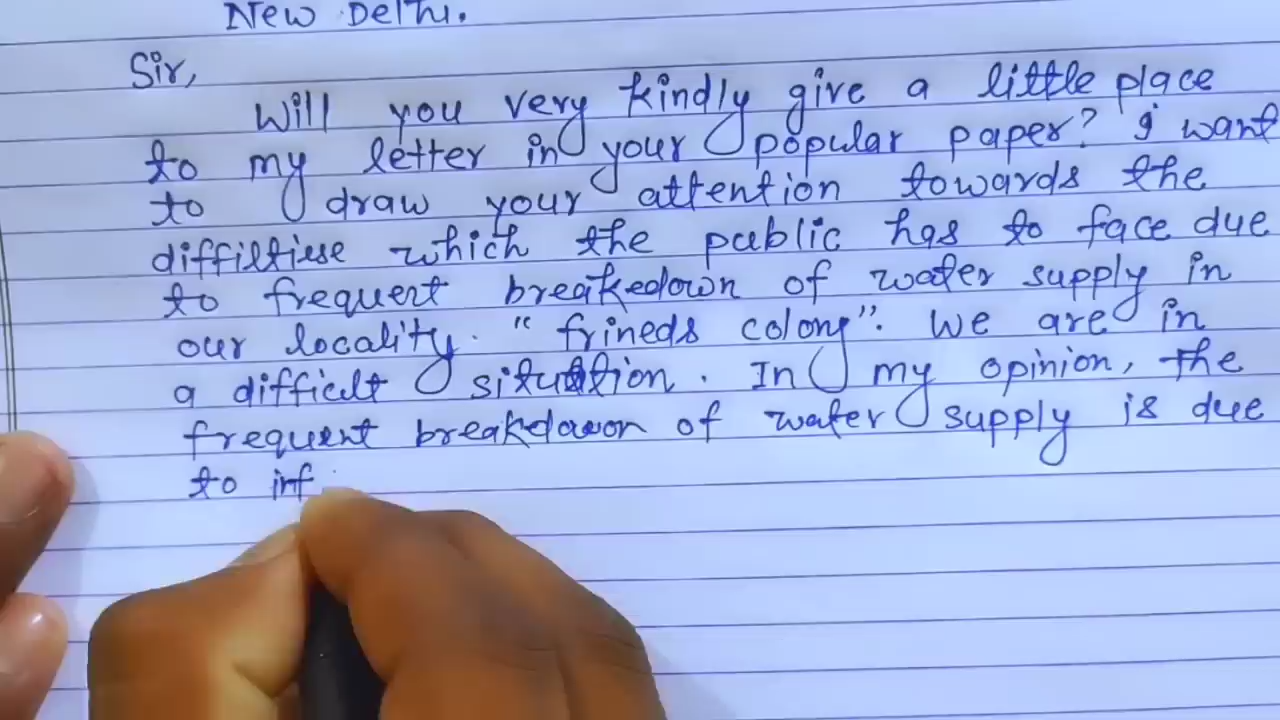 New Delhi.
Sir,
Will you very kindly give a little place
to my letter in your popular paper? I want
to draw your attention towards the
diffiltiese which the public has to face due
to frequent breakedown of water supply in
our locality. "frineds colony". We are in
a difficult situation. In my opinion, the
frequent breakdown of water supply is due
to inf